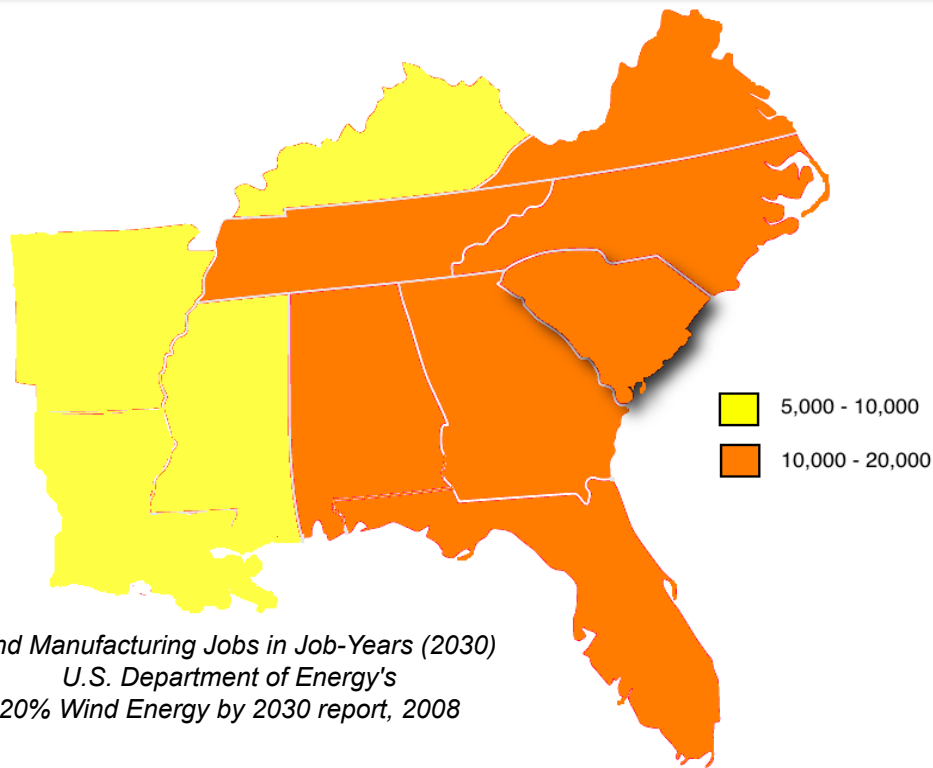 5,000 - 10,000
10,000 - 20,000
nd Manufacturing Jobs in Job-Years (2030)
U.S. Department of Energy's
20% Wind Energy by 2030 report, 2008